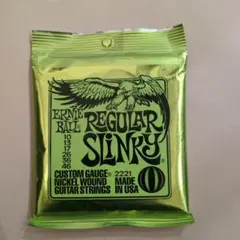 ERNIE BALL
REGULAR
SLINKY
10
13
17
26
36
46
CUSTOM GAUGE
NICKEL WOUND
GUITAR STRINGS
2221
MADE
IN USA